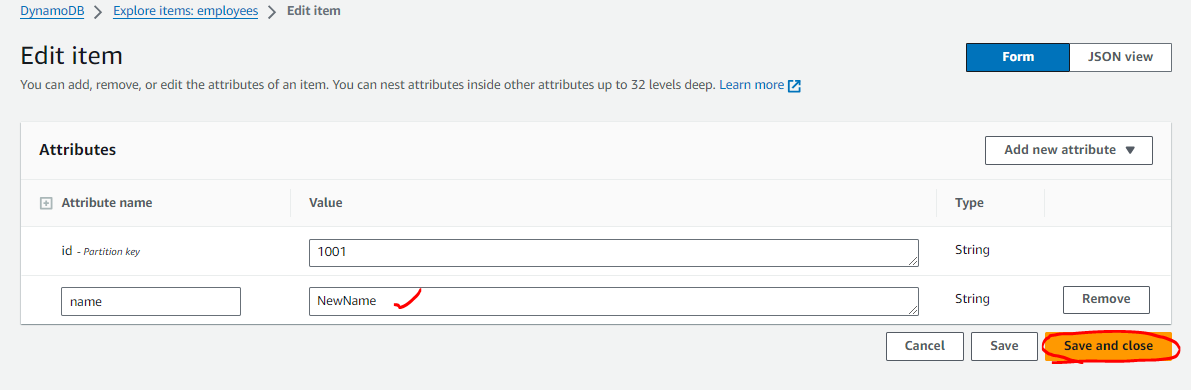 DynamoDB > Explore items: employees > Edit item
Edit item
Form JSON view
You can add, remove, or edit the attributes of an item. You can nest attributes inside other attributes up to 32 levels deep. Learn more
Attributes Add new attribute
Attribute name Value Type
id - Partition key 1001 String
name NewName String Remove
Cancel Save Save and close